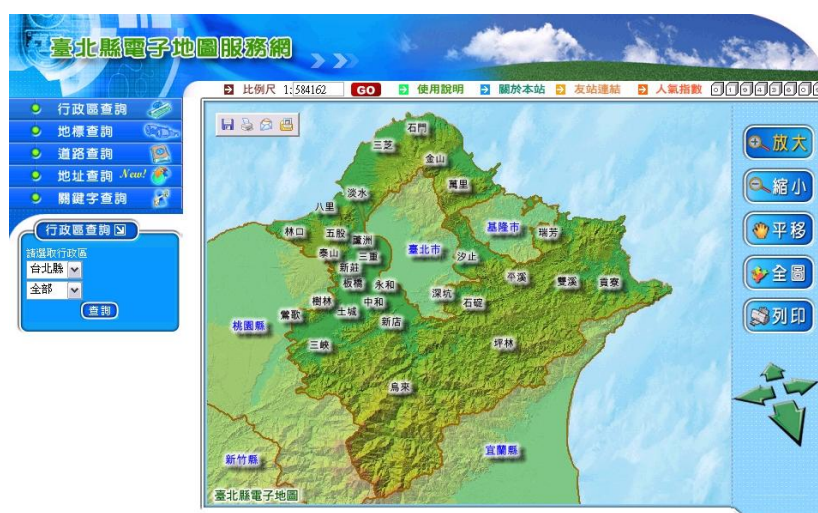 臺北縣電子地圖服務網
比例尺 1: 584162 GO 使用說明 關於本站 友站連結 人氣指數
行政區查詢
地標查詢
道路查詢
地址查詢 New!
關鍵字查詢
行政區查詢
請選取行政區
台北縣
全部
查詢
石門
三芝
金山
萬里
淡水
八里
基隆市
瑞芳
林口
五股
蘆洲
臺北市
汐止
泰山
三重
新莊
平溪
雙溪
貢寮
板橋
永和
深坑
石碇
樹林
中和
土城
鶯歌
新店
桃園縣
三峽
坪林
烏來
宜蘭縣
新竹縣
臺北縣電子地圖
放大
縮小
平移
全圖
列印